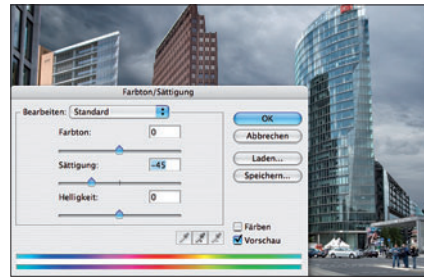 Farbton/Sättigung
Bearbeiten: Standard
OK
Farbton: 0
Abbrechen
Sättigung: -45
Laden...
Speichern...
Helligkeit: 0
Färben
Vorschau